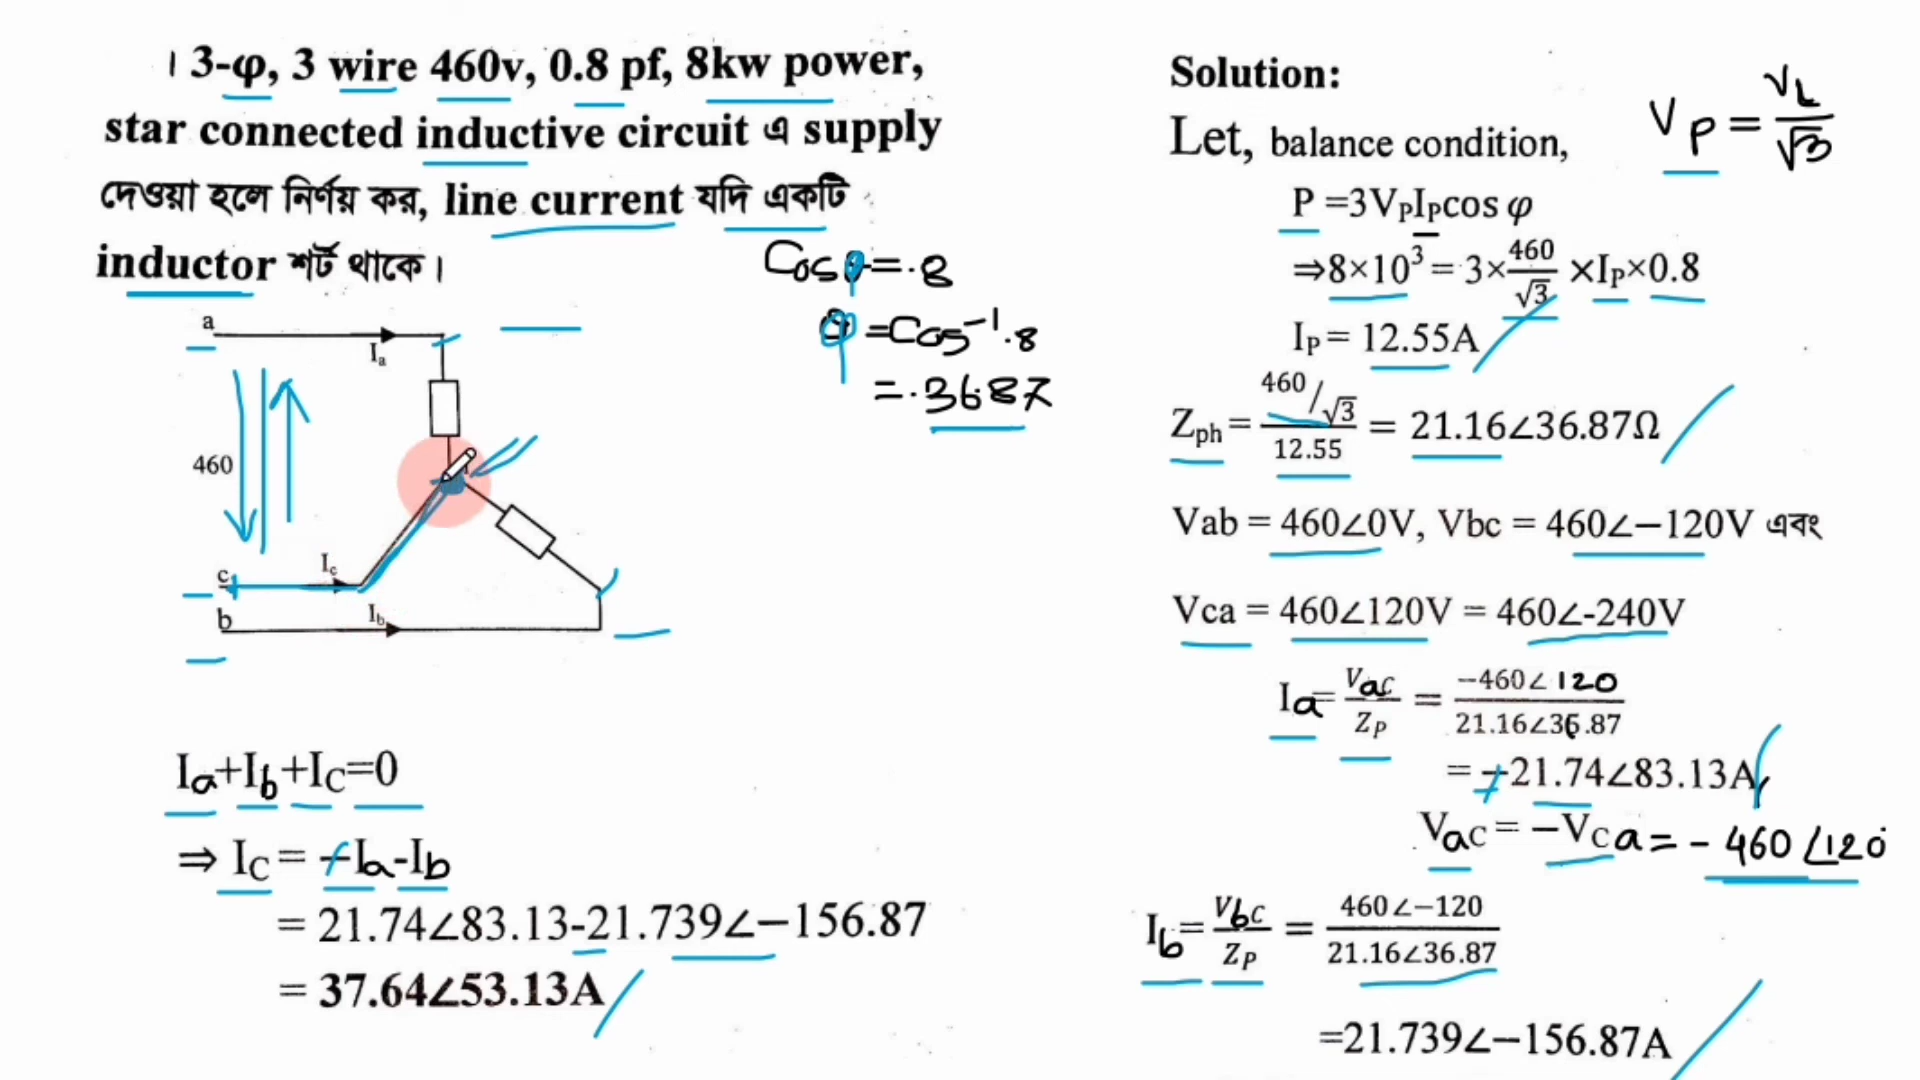 । 3-φ, 3 wire 460v, 0.8 pf, 8kw power,
star connected inductive circuit এ supply
দেওয়া হলে নির্ণয় কর, line current যদি একটি
inductor শর্ট থাকে।
Cosφ=.8
φ=Cos⁻¹.8
=.36.87
a
Iₐ
460
c
I_c
b
I_b
Ia+Ib+IC=0
⇒ IC= -Ia-Ib
= 21.74∠83.13-21.739∠−156.87
= 37.64∠53.13A
Solution:
Let, balance condition,
VP = VL/√3
P =3VPIPcos φ
⇒8×10³ = 3×460/√3 ×IP×0.8
IP= 12.55A
Zph= 460/√3 / 12.55 = 21.16∠36.87Ω
Vab = 460∠0V, Vbc = 460∠−120V এবং
Vca = 460∠120V = 460∠-240V
Ia= Vac/ZP = −460∠120 / 21.16∠36.87
= -21.74∠83.13A
Vac= −VCa= - 460∠120°
Ib= Vbc/ZP = 460∠−120 / 21.16∠36.87
=21.739∠−156.87A